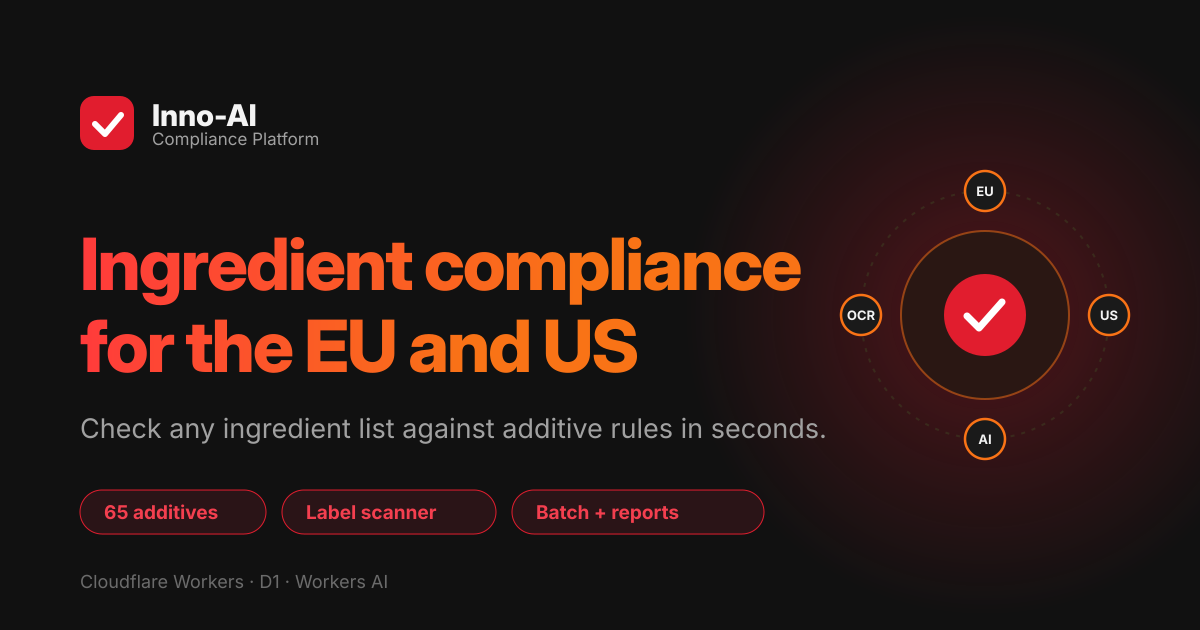 Inno-AI
Compliance Platform
Ingredient compliance
for the EU and US
Check any ingredient list against additive rules in seconds.
65 additives
Label scanner
Batch + reports
Cloudflare Workers · D1 · Workers AI
EU
OCR
US
AI